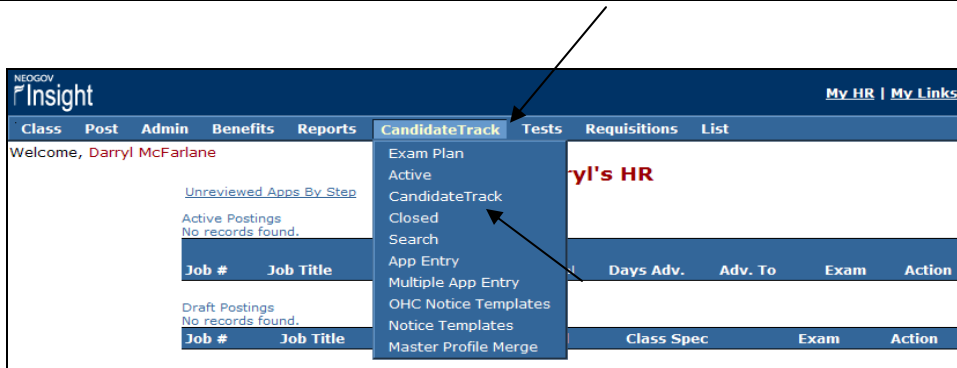 NEOGOV
Insight
My HR | My Links
Class Post Admin Benefits Reports CandidateTrack Tests Requisitions List
Welcome, Darryl McFarlane
Exam Plan
yl's HR
Active
Unreviewed Apps By Step
CandidateTrack
Active Postings
Closed
No records found.
Search
App Entry
Job # Job Title Days Adv. Adv. To Exam Action
Multiple App Entry
Draft Postings
OHC Notice Templates
No records found.
Notice Templates
Job # Job Title Class Spec Exam Action
Master Profile Merge